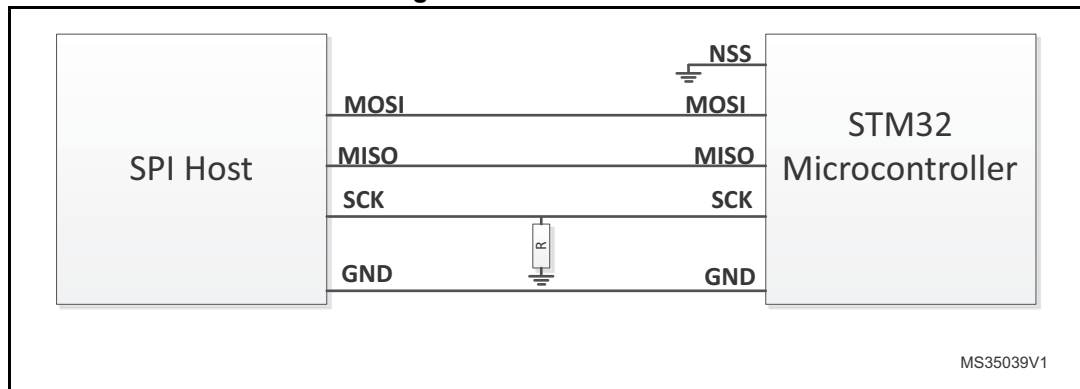 NSS
MOSI
MOSI
SPI Host
STM32
Microcontroller
MISO
MISO
SCK
SCK
R
GND
GND
MS35039V1